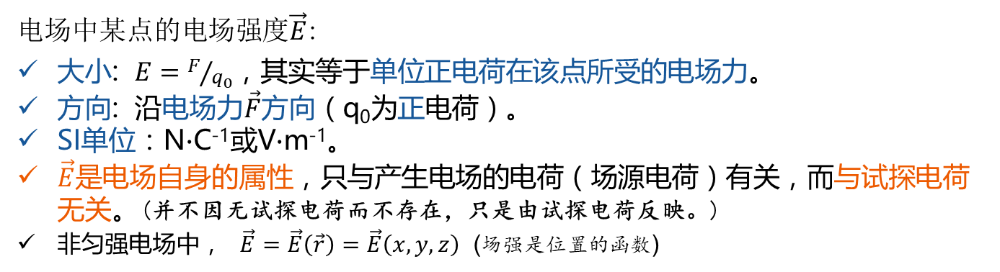 电场中某点的电场强度$\vec{E}$:
✓ 大小: $E = {}^{F}/_{q_0}$，其实等于单位正电荷在该点所受的电场力。
✓ 方向: 沿电场力$\vec{F}$方向（q₀为正电荷）。
✓ SI单位：N·C⁻¹或V·m⁻¹。
✓ $\vec{E}$是电场自身的属性，只与产生电场的电荷（场源电荷）有关，而与试探电荷
无关。(并不因无试探电荷而不存在，只是由试探电荷反映。)
✓ 非匀强电场中， $\vec{E} = \vec{E}(\vec{r}) = \vec{E}(x, y, z)$ (场强是位置的函数)